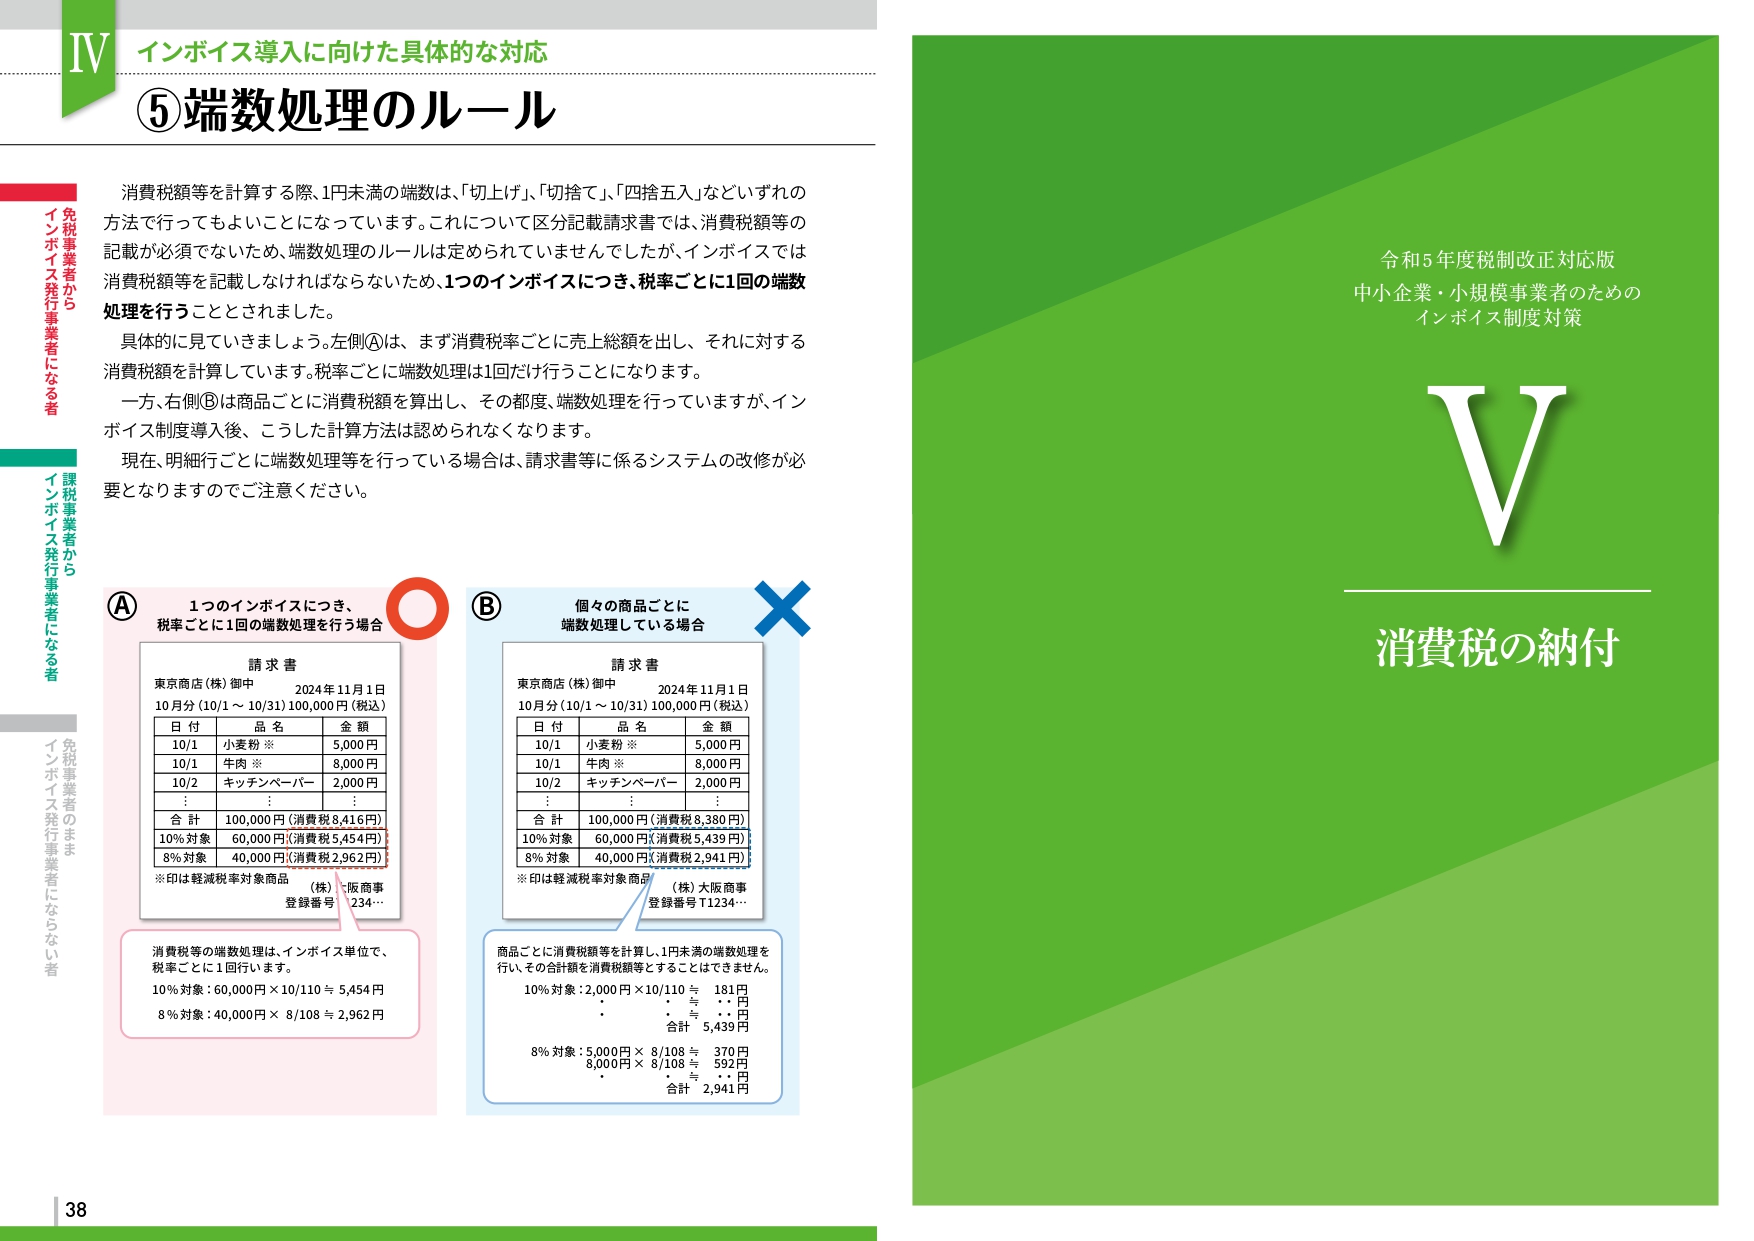 IV
インボイス導入に向けた具体的な対応
⑤端数処理のルール
免税事業者から
インボイス発行事業者になる者
課税事業者から
インボイス発行事業者になる者
免税事業者のまま
インボイス発行事業者にならない者
消費税額等を計算する際、1円未満の端数は、「切上げ」、「切捨て」、「四捨五入」などいずれの
方法で行ってもよいことになっています。これについて区分記載請求書では、消費税額等の
記載が必須でないため、端数処理のルールは定められていませんでしたが、インボイスでは
消費税額等を記載しなければならないため、1つのインボイスにつき、税率ごとに1回の端数
処理を行うこととされました。
具体的に見ていきましょう。左側Ⓐは、まず消費税率ごとに売上総額を出し、それに対する
消費税額を計算しています。税率ごとに端数処理は1回だけ行うことになります。
一方、右側Ⓑは商品ごとに消費税額を算出し、その都度、端数処理を行っていますが、イン
ボイス制度導入後、こうした計算方法は認められなくなります。
現在、明細行ごとに端数処理等を行っている場合は、請求書等に係るシステムの改修が必
要となりますのでご注意ください。
Ⓐ
1つのインボイスにつき、
税率ごとに1回の端数処理を行う場合
請求書
東京商店(株)御中
2024年11月1日
10月分(10/1～10/31)100,000円(税込)
日付 品名 金額
10/1 小麦粉 ※ 5,000円
10/1 牛肉 ※ 8,000円
10/2 キッチンペーパー 2,000円
⋮ ⋮ ⋮
合計 100,000円(消費税8,416円)
10%対象 60,000円(消費税5,454円)
8%対象 40,000円(消費税2,962円)
※印は軽減税率対象商品
(株)大阪商事
登録番号T1234…
消費税等の端数処理は、インボイス単位で、
税率ごとに1回行います。
10%対象：60,000円×10/110≒5,454円
8%対象：40,000円× 8/108≒2,962円
Ⓑ
個々の商品ごとに
端数処理している場合
請求書
東京商店(株)御中
2024年11月1日
10月分(10/1～10/31)100,000円(税込)
日付 品名 金額
10/1 小麦粉 ※ 5,000円
10/1 牛肉 ※ 8,000円
10/2 キッチンペーパー 2,000円
⋮ ⋮ ⋮
合計 100,000円(消費税8,380円)
10%対象 60,000円(消費税5,439円)
8%対象 40,000円(消費税2,941円)
※印は軽減税率対象商品
(株)大阪商事
登録番号T1234…
商品ごとに消費税額等を計算し、1円未満の端数処理を
行い、その合計額を消費税額等とすることはできません。
10%対象：2,000円×10/110≒ 181円
・ ・ ≒ ・・円
・ ・ ≒ ・・円
合計 5,439円
8%対象：5,000円× 8/108≒ 370円
8,000円× 8/108≒ 592円
・ ・ ≒ ・・円
合計 2,941円
38
令和5年度税制改正対応版
中小企業・小規模事業者のための
インボイス制度対策
V
消費税の納付